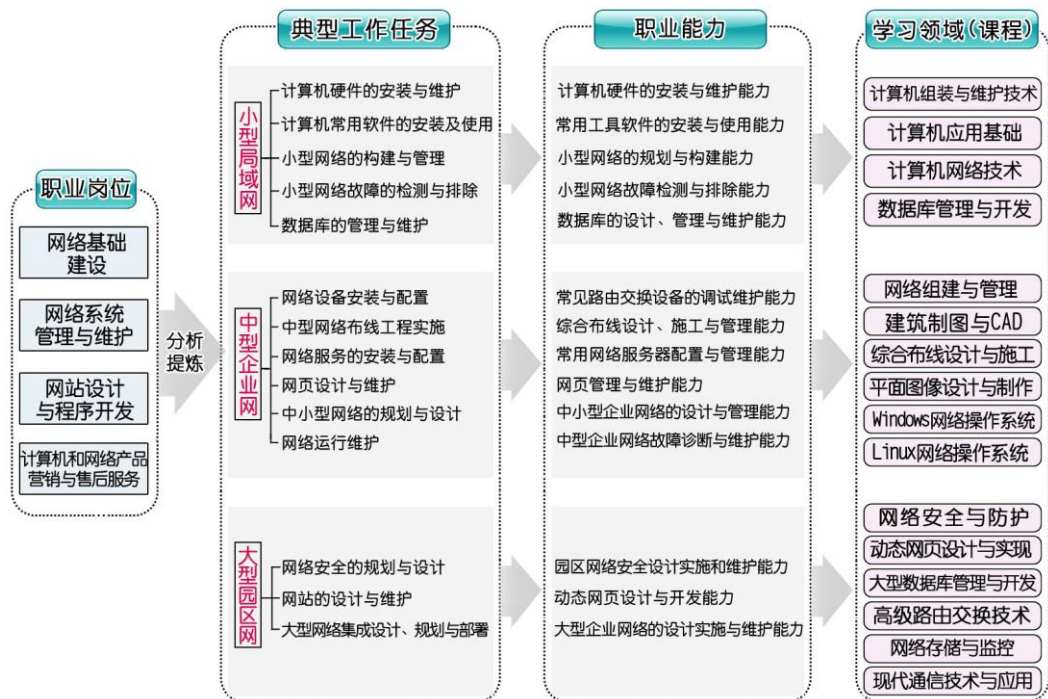 职业岗位
网络基础
建设
网络系统
管理与维护
网站设计
与程序开发
计算机和网络产品
营销与售后服务
分析
提炼
典型工作任务
小型局域网
计算机硬件的安装与维护
计算机常用软件的安装及使用
小型网络的构建与管理
小型网络故障的检测与排除
数据库的管理与维护
中型企业网
网络设备安装与配置
中型网络布线工程实施
网络服务的安装与配置
网页设计与维护
中小型网络的规划与设计
网络运行维护
大型园区网
网络安全的规划与设计
网站的设计与维护
大型网络集成设计、规划与部署
职业能力
计算机硬件的安装与维护能力
常用工具软件的安装与使用能力
小型网络的规划与构建能力
小型网络故障检测与排除能力
数据库的设计、管理与维护能力
常见路由交换设备的调试维护能力
综合布线设计、施工与管理能力
常用网络服务器配置与管理能力
网页管理与维护能力
中小型企业网络的设计与管理能力
中型企业网络故障诊断与维护能力
园区网络安全设计实施和维护能力
动态网页设计与开发能力
大型企业网络的设计实施与维护能力
学习领域(课程)
计算机组装与维护技术
计算机应用基础
计算机网络技术
数据库管理与开发
网络组建与管理
建筑制图与CAD
综合布线设计与施工
平面图像设计与制作
Windows网络操作系统
Linux网络操作系统
网络安全与防护
动态网页设计与实现
大型数据库管理与开发
高级路由交换技术
网络存储与监控
现代通信技术与应用